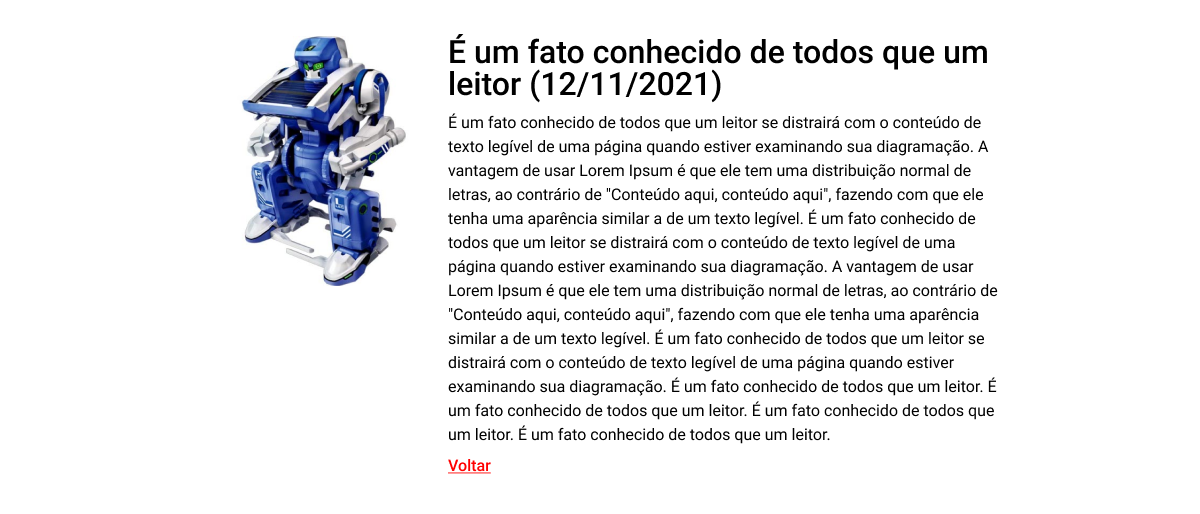 É um fato conhecido de todos que um
leitor (12/11/2021)
É um fato conhecido de todos que um leitor se distrairá com o conteúdo de
texto legível de uma página quando estiver examinando sua diagramação. A
vantagem de usar Lorem Ipsum é que ele tem uma distribuição normal de
letras, ao contrário de "Conteúdo aqui, conteúdo aqui", fazendo com que ele
tenha uma aparência similar a de um texto legível. É um fato conhecido de
todos que um leitor se distrairá com o conteúdo de texto legível de uma
página quando estiver examinando sua diagramação. A vantagem de usar
Lorem Ipsum é que ele tem uma distribuição normal de letras, ao contrário de
"Conteúdo aqui, conteúdo aqui", fazendo com que ele tenha uma aparência
similar a de um texto legível. É um fato conhecido de todos que um leitor se
distrairá com o conteúdo de texto legível de uma página quando estiver
examinando sua diagramação. É um fato conhecido de todos que um leitor. É
um fato conhecido de todos que um leitor. É um fato conhecido de todos que
um leitor. É um fato conhecido de todos que um leitor.
Voltar